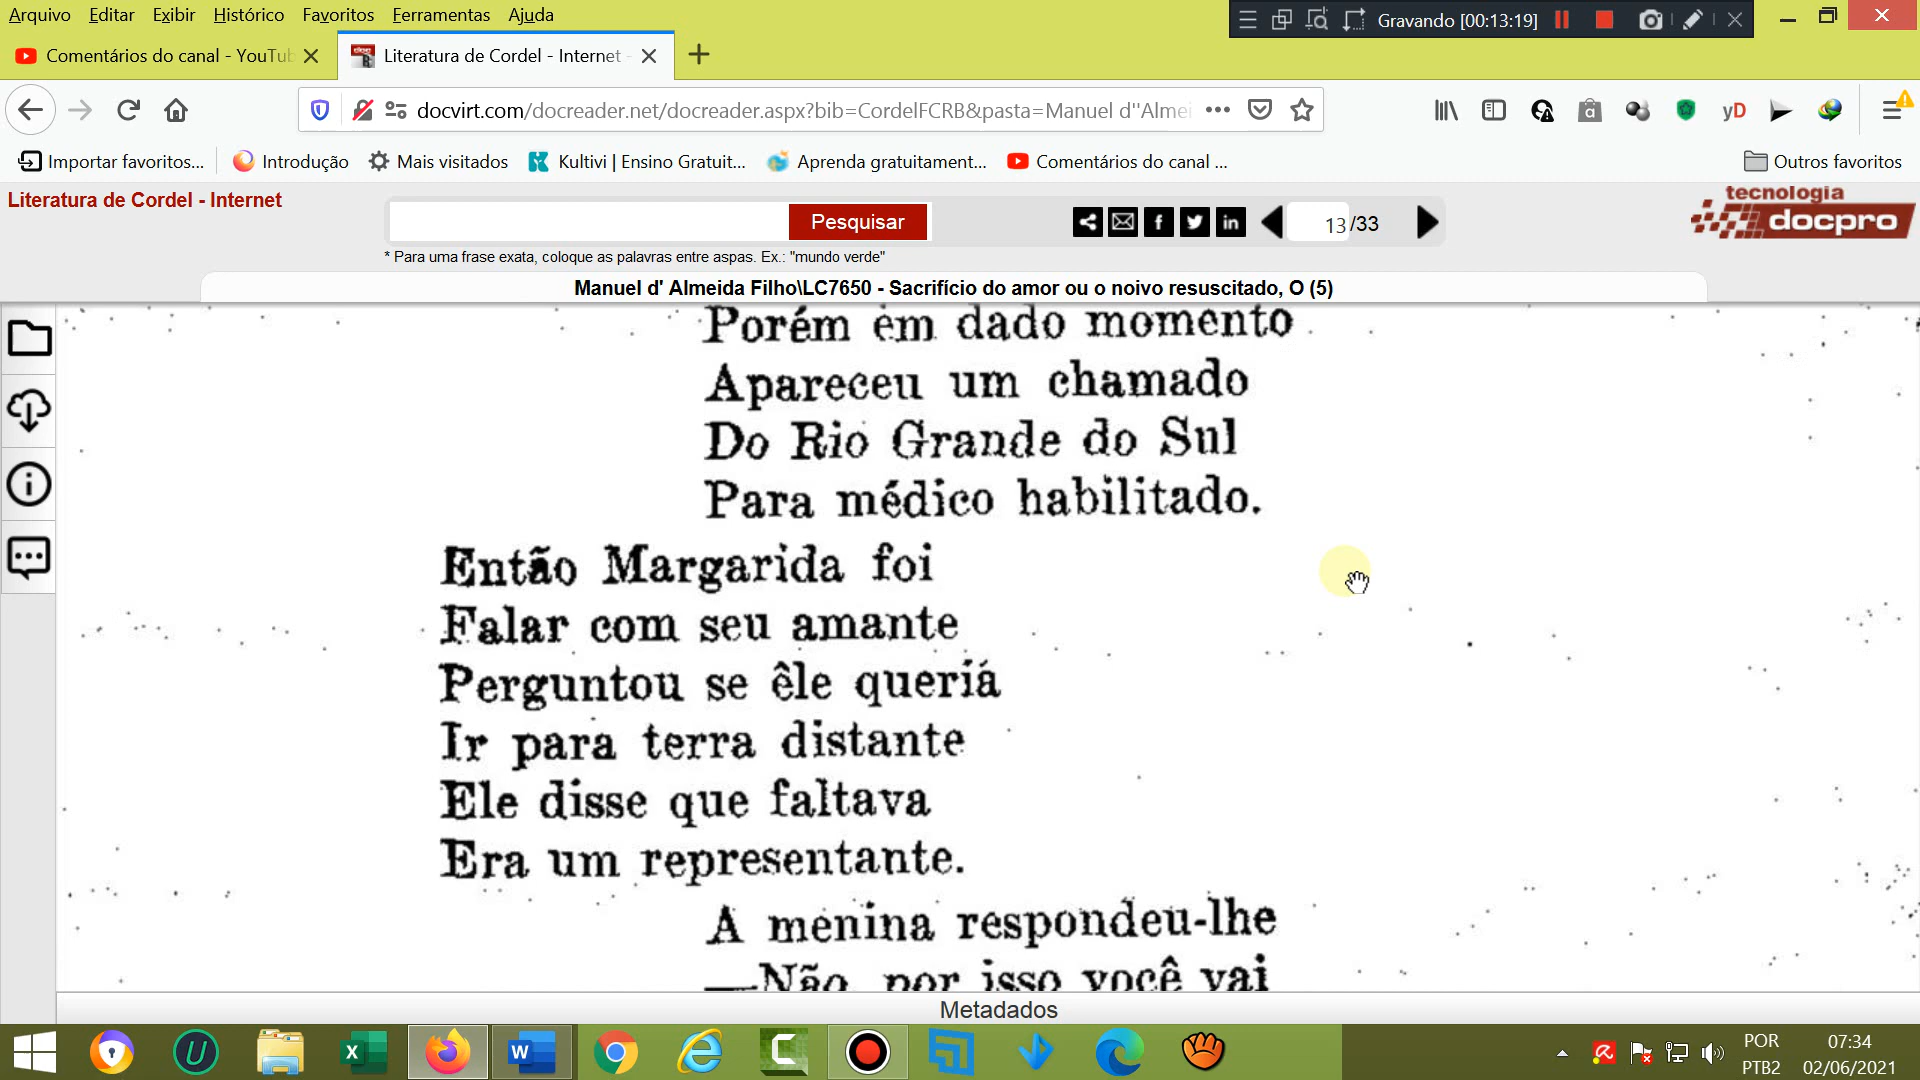 Arquivo Editar Exibir Histórico Favoritos Ferramentas Ajuda
Gravando [00:13:19]
Comentários do canal - YouTub
Literatura de Cordel - Internet -
docvirt.com/docreader.net/docreader.aspx?bib=CordelFCRB&pasta=Manuel d''Almei
yD
Importar favoritos... Introdução Mais visitados Kultivi | Ensino Gratuit... Aprenda gratuitament... Comentários do canal ... Outros favoritos
Literatura de Cordel - Internet
Pesquisar
13 /33
tecnologia
docpro
* Para uma frase exata, coloque as palavras entre aspas. Ex.: "mundo verde"
Manuel d' Almeida Filho\LC7650 - Sacrifício do amor ou o noivo resuscitado, O (5)
Porém em dado momento
Apareceu um chamado
Do Rio Grande do Sul
Para médico habilitado.
Então Margarida foi
Falar com seu amante
Perguntou se êle queriá
Ir para terra distante
Ele disse que faltava
Era um representante.
A menina respondeu-lhe
—Não, por isso você vai
Metadados
POR
PTB2
07:34
02/06/2021